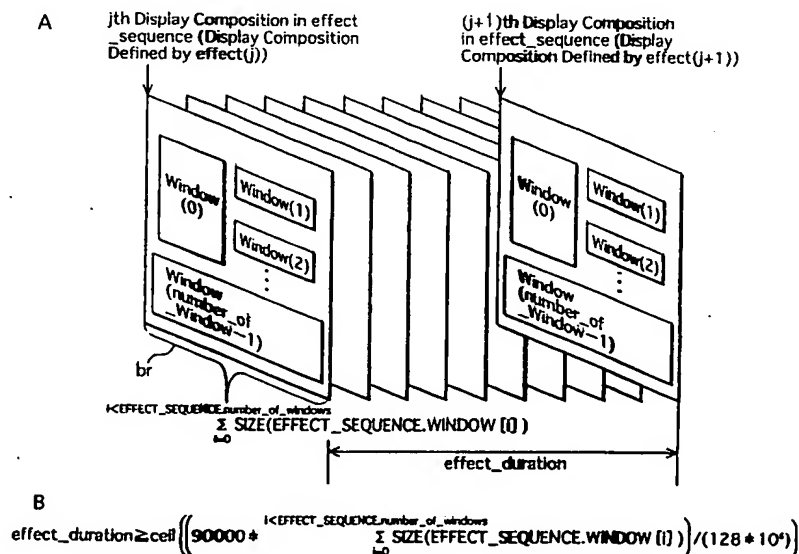 A
jth Display Composition in effect
_sequence (Display Composition
Defined by effect(j))
(j+1)th Display Composition
in effect_sequence (Display
Composition Defined by effect(j+1))
Window
(0)
Window(1)
Window(2)
Window
(number_of
_Window−1)
Window
(0)
Window(1)
Window(2)
Window
(number_of
_Window−1)
br
i<EFFECT_SEQUENCE.number_of_windows
Σ SIZE(EFFECT_SEQUENCE.WINDOW [i] )
i=0
effect_duration
B
i<EFFECT_SEQUENCE.number_of_windows
effect_duration≧ceil((90000 * Σ SIZE(EFFECT_SEQUENCE.WINDOW [i] ))/(128 * 10⁶))
i=0